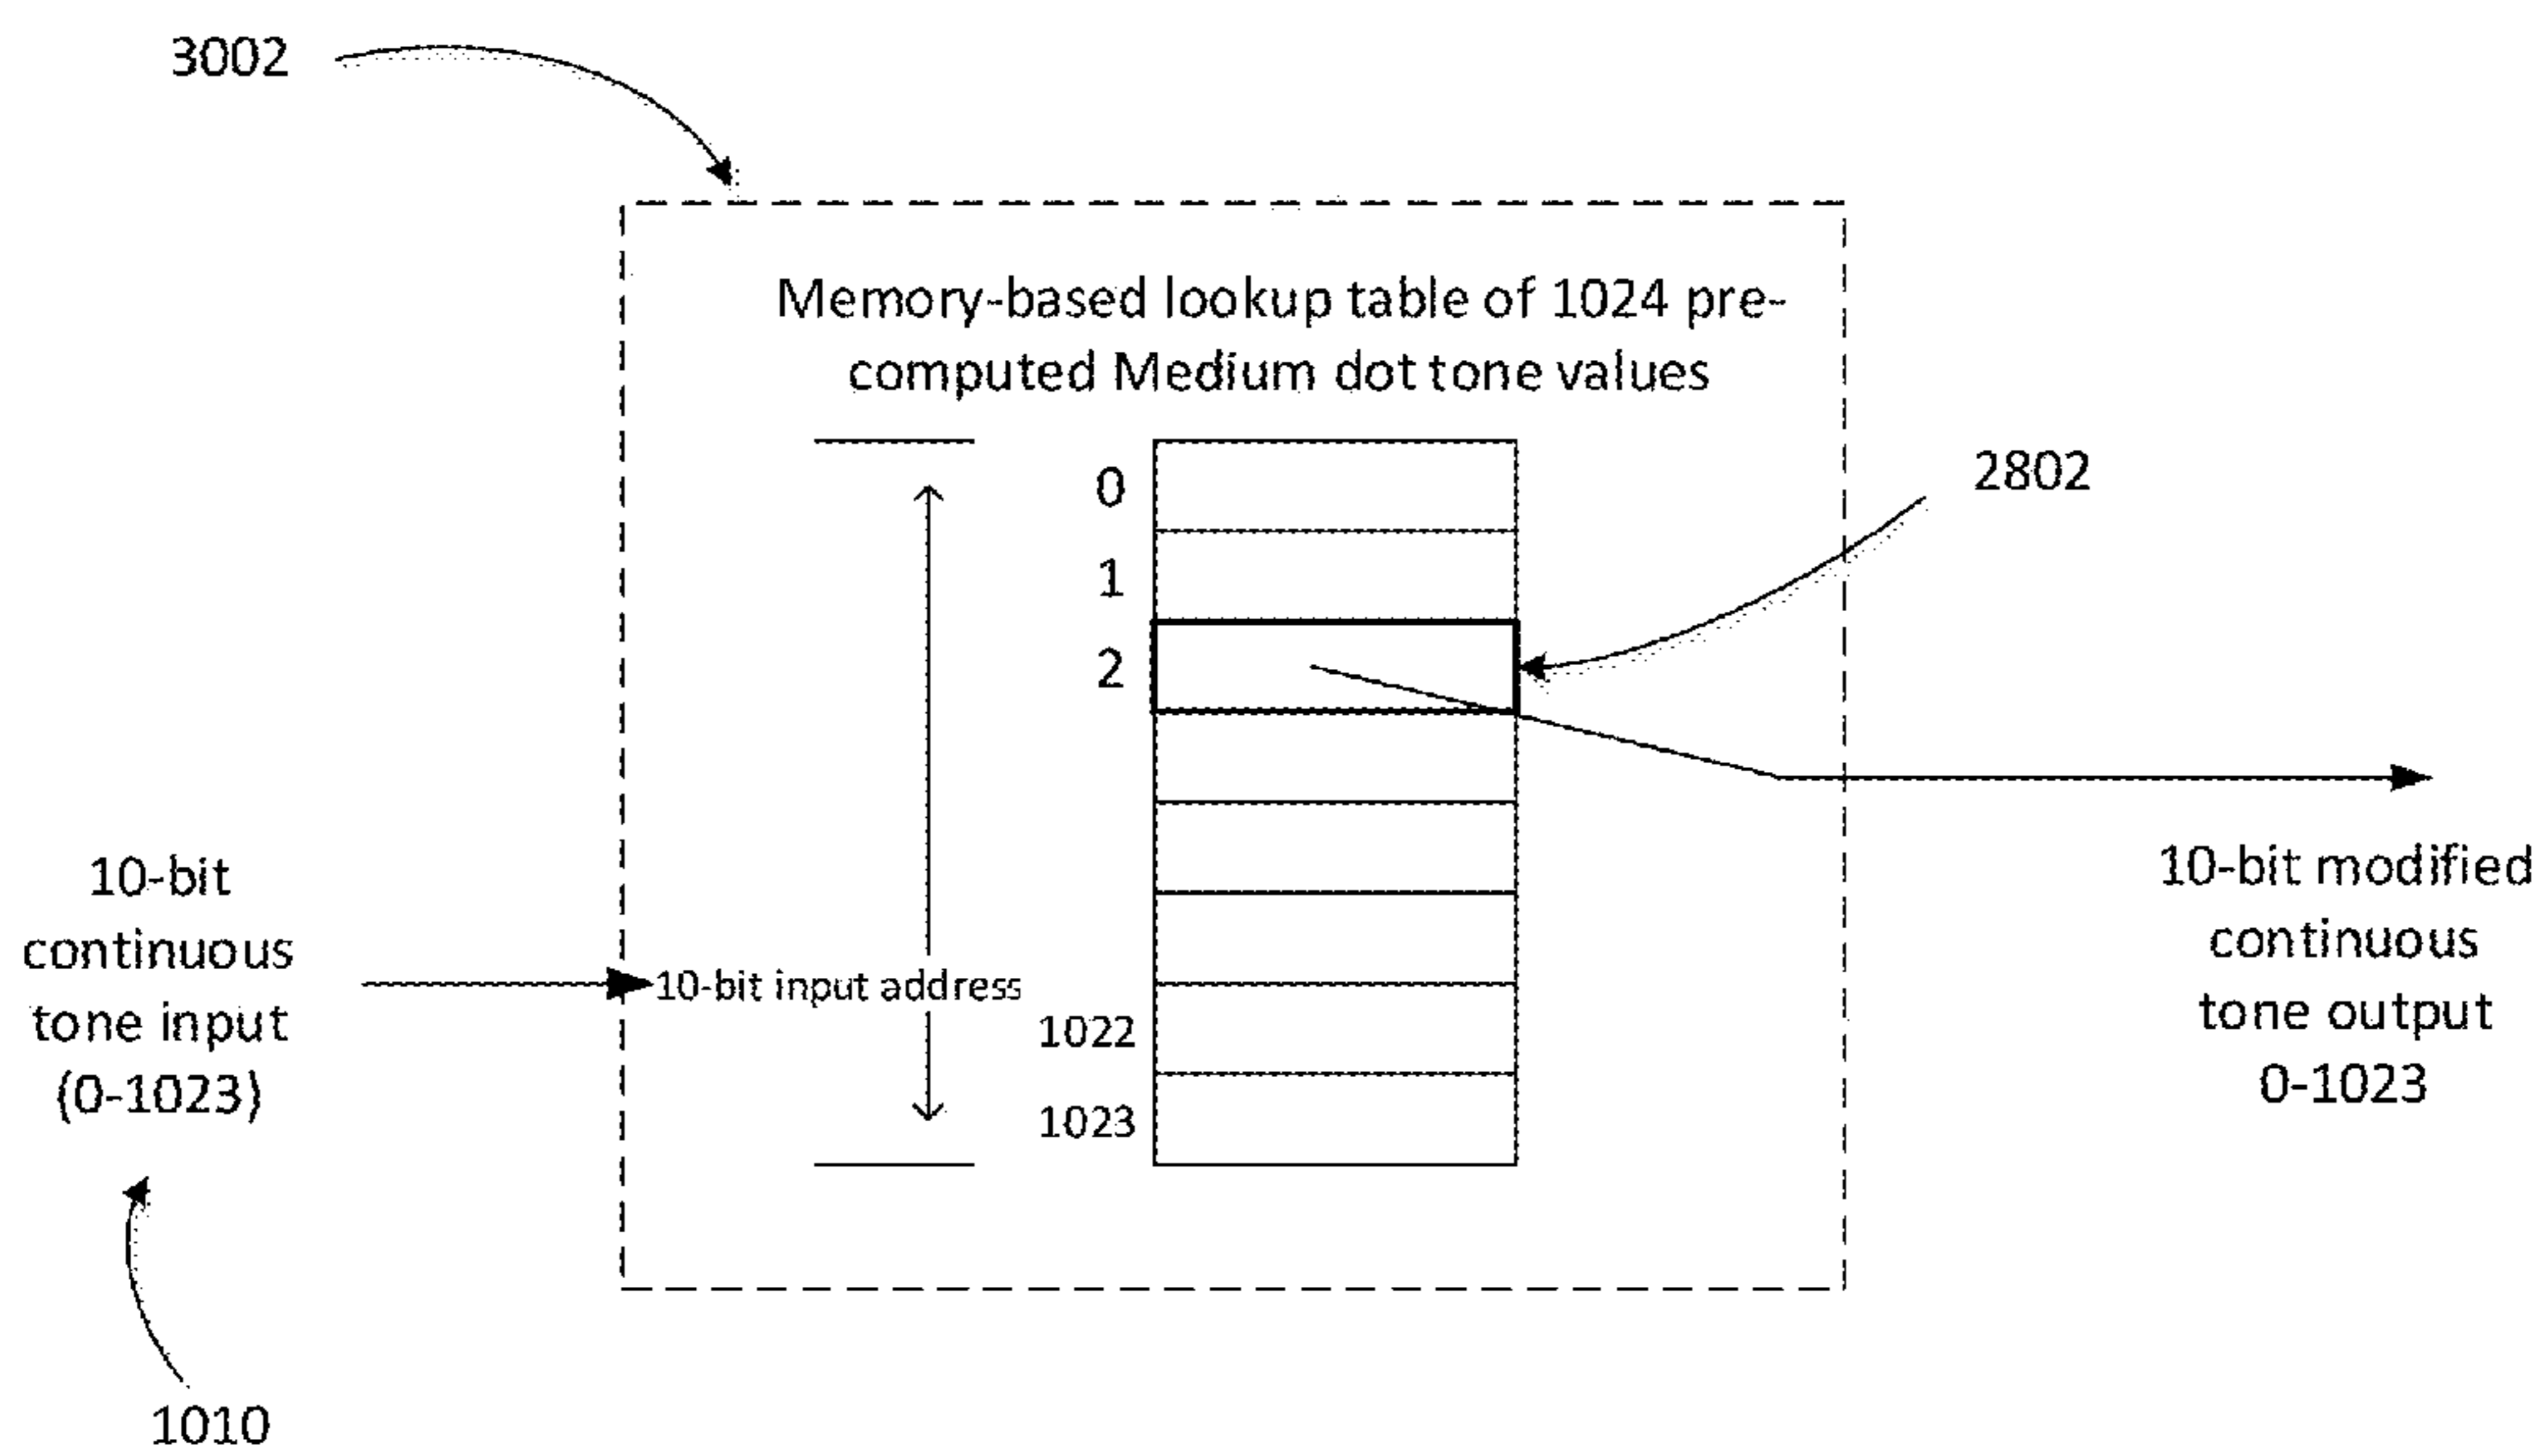 3002
Memory-based lookup table of 1024 pre-
computed Medium dot tone values
0
2802
1
2
10-bit
continuous
tone input
(0-1023)
10-bit input address
1022
1023
10-bit modified
continuous
tone output
0-1023
1010